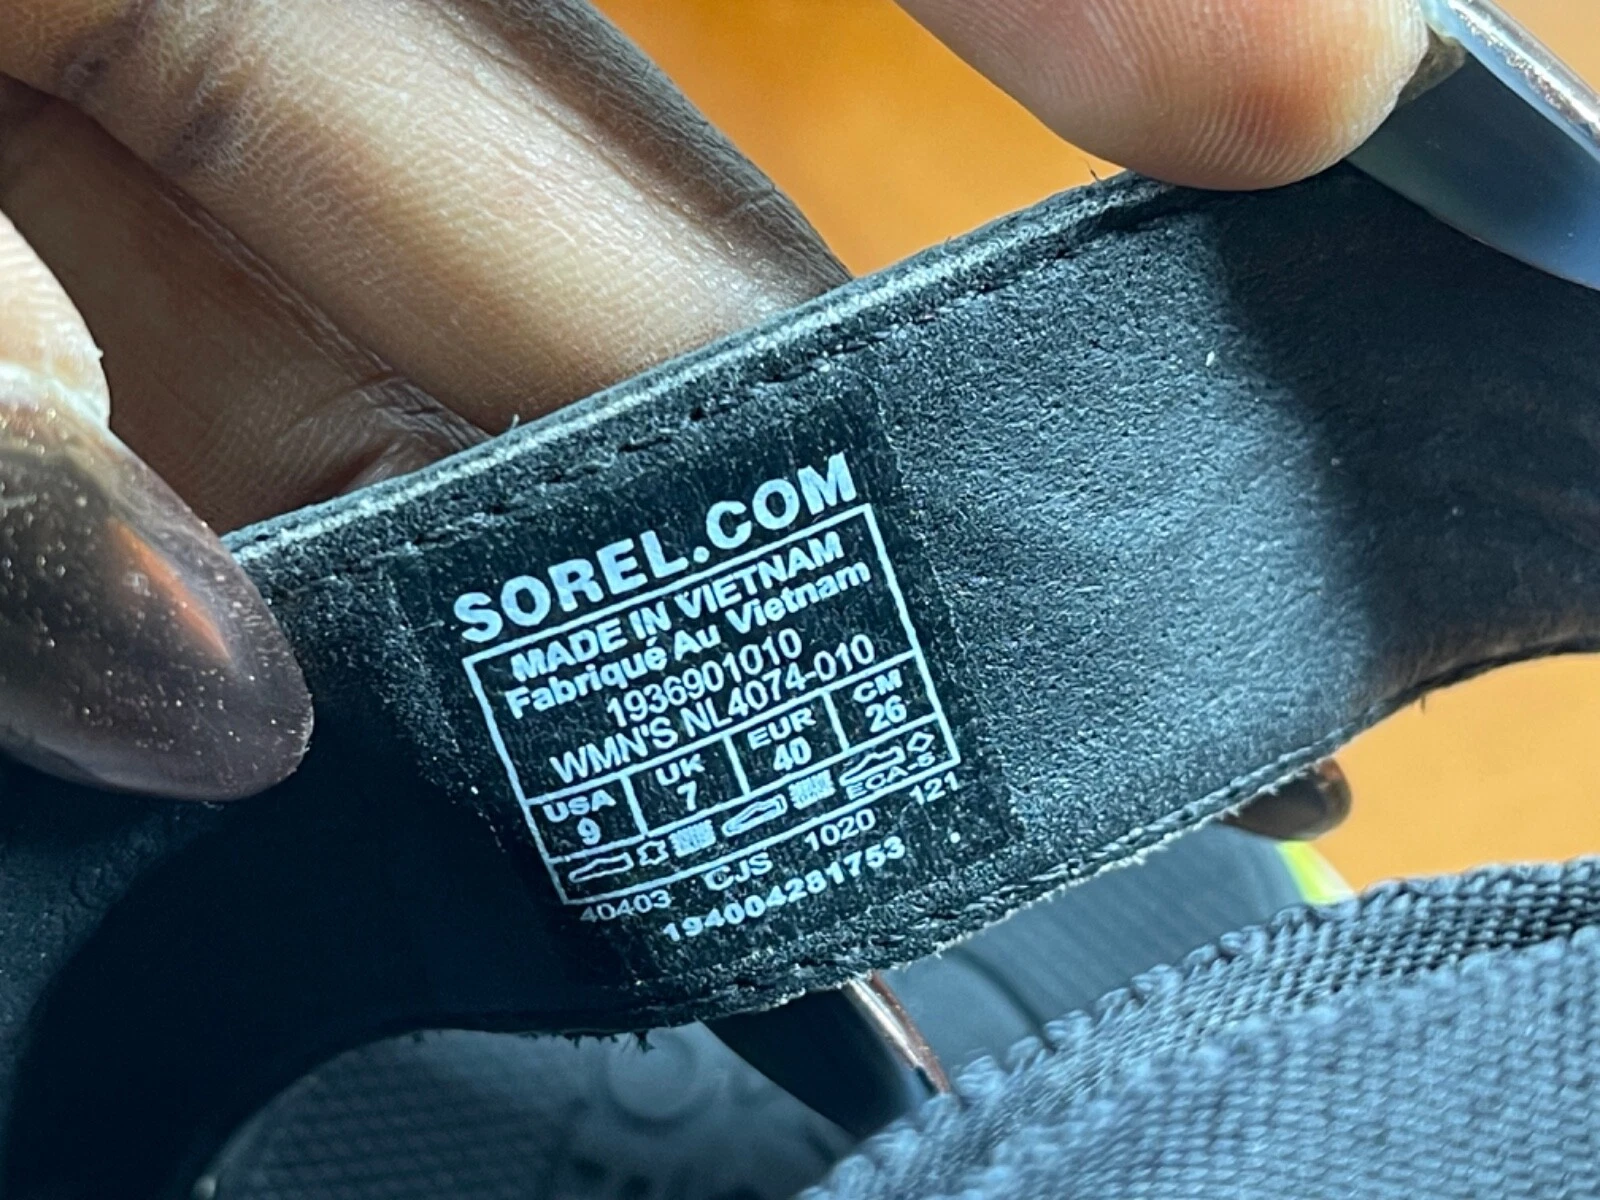 SOREL.COM
MADE IN VIETNAM
Fabriqué Au Vietnam
1936901010
WMN'S NL4074-010
USA UK EUR CM
9 7 40 26
ECA-5
40403 CJS 1020 121
194004281753